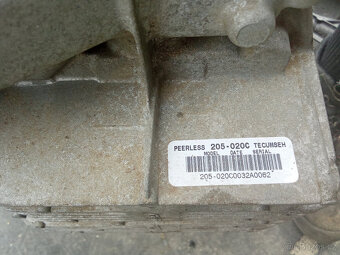 PEERLESS 205-020C TECUMSEH
MODEL DATE SERIAL
205-020C0032A0062